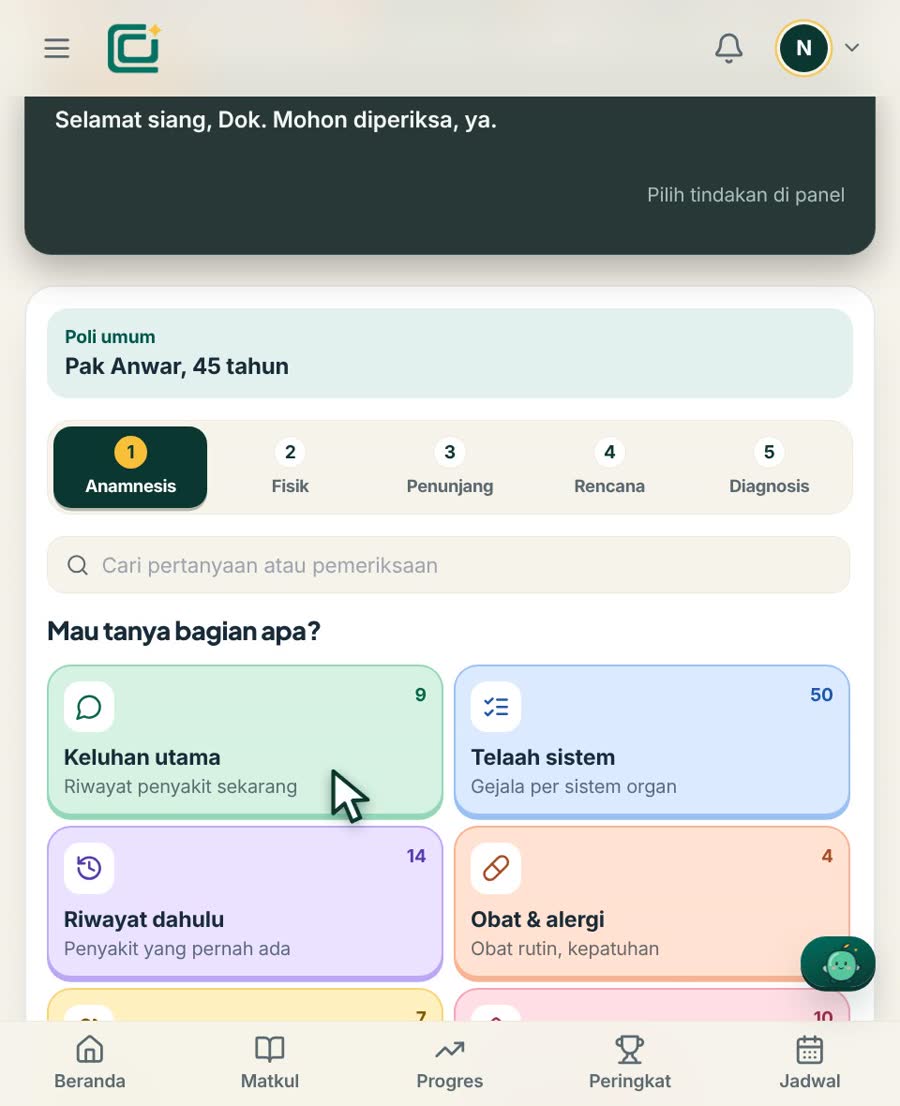 N
Selamat siang, Dok. Mohon diperiksa, ya.
Pilih tindakan di panel
Poli umum
Pak Anwar, 45 tahun
1
Anamnesis
2
Fisik
3
Penunjang
4
Rencana
5
Diagnosis
Cari pertanyaan atau pemeriksaan
Mau tanya bagian apa?
9
Keluhan utama
Riwayat penyakit sekarang
50
Telaah sistem
Gejala per sistem organ
14
Riwayat dahulu
Penyakit yang pernah ada
4
Obat & alergi
Obat rutin, kepatuhan
7
10
Beranda
Matkul
Progres
Peringkat
Jadwal